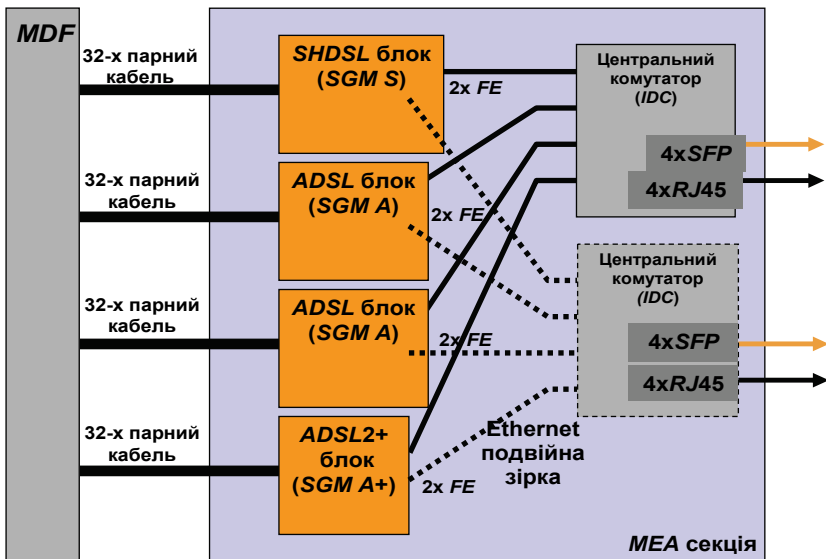 MDF
32-х парний
кабель
SHDSL блок
(SGM S)
2x FE
Центральний
комутатор
(IDC)
4xSFP
4xRJ45
32-х парний
кабель
ADSL блок
(SGM A)
2x FE
Центральний
комутатор
(IDC)
4xSFP
4xRJ45
32-х парний
кабель
ADSL блок
(SGM A)
2x FE
32-х парний
кабель
ADSL2+
блок
(SGM A+)
2x FE
Ethernet
подвійна
зірка
MEA секція